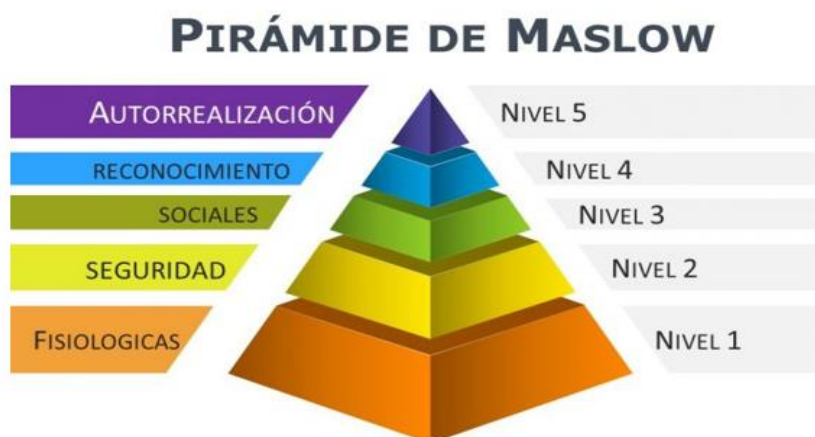 PIRÁMIDE DE MASLOW
AUTORREALIZACIÓN
NIVEL 5
RECONOCIMIENTO
NIVEL 4
SOCIALES
NIVEL 3
SEGURIDAD
NIVEL 2
FISIOLOGICAS
NIVEL 1